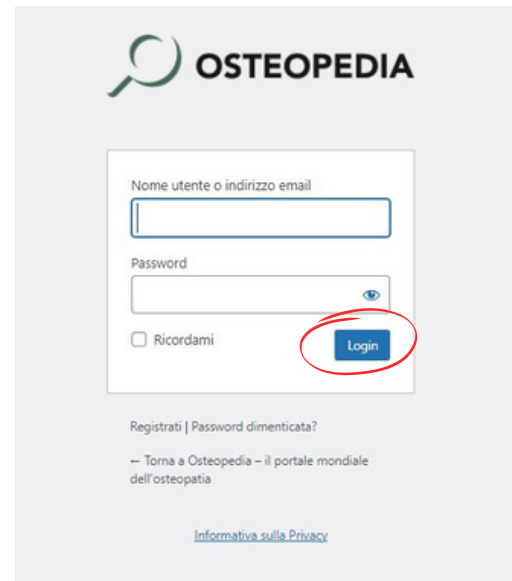 OSTEOPEDIA
Nome utente o indirizzo email
Password
Ricordami
Login
Registrati | Password dimenticata?
← Torna a Osteopedia – il portale mondiale
dell'osteopatia
Informativa sulla Privacy